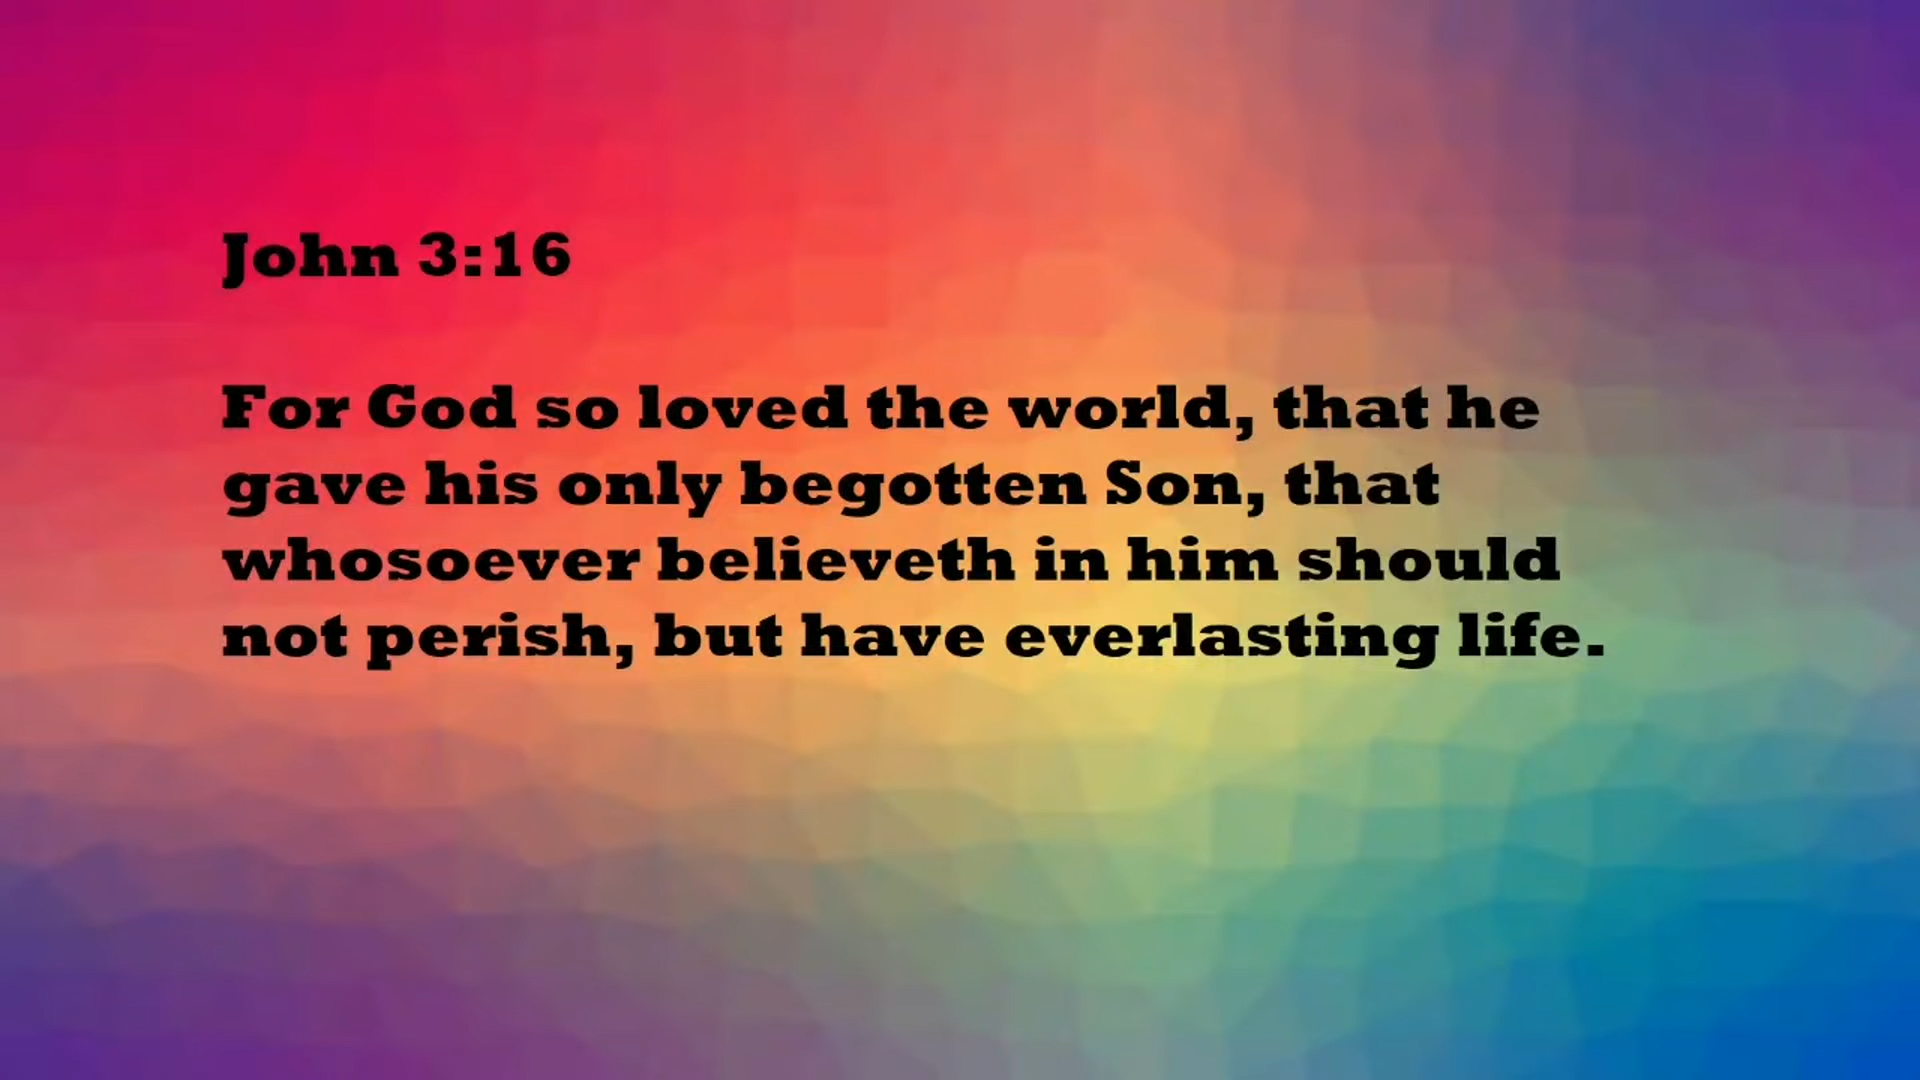 John 3:16
For God so loved the world, that he
gave his only begotten Son, that
whosoever believeth in him should
not perish, but have everlasting life.